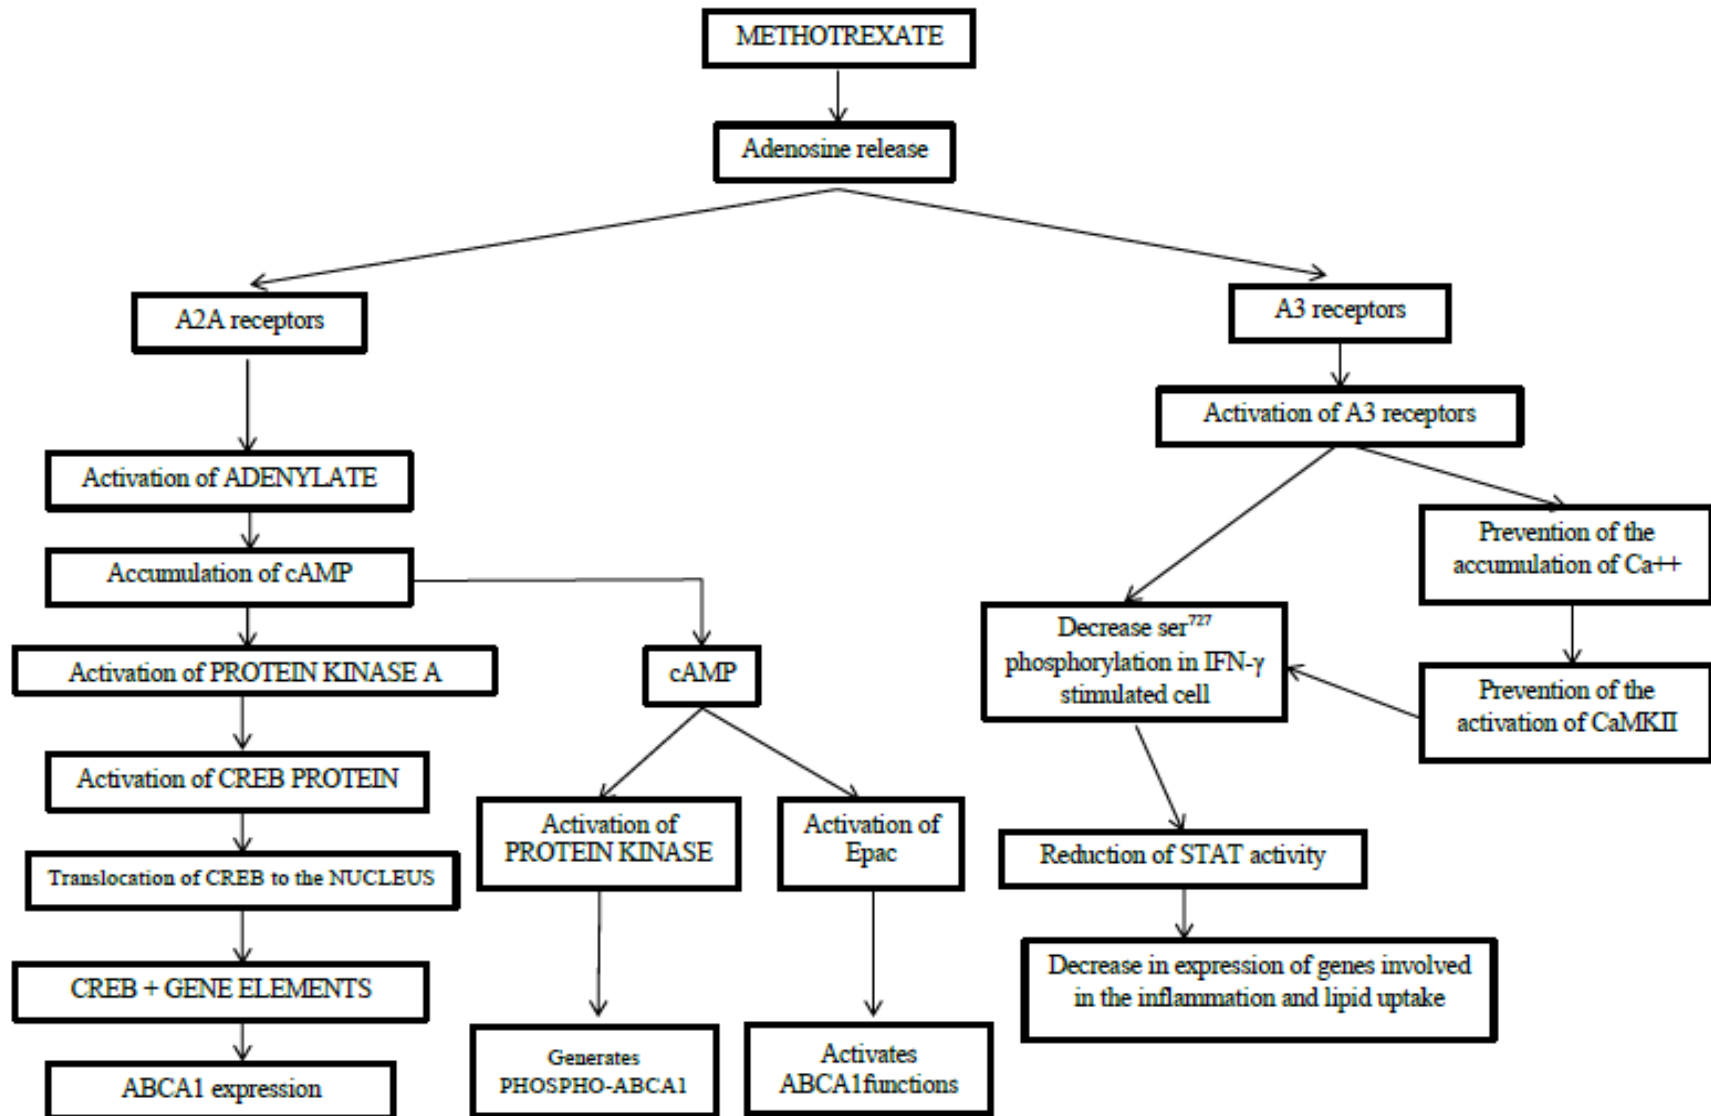 METHOTREXATE
Adenosine release
A2A receptors
A3 receptors
Activation of A3 receptors
Activation of ADENYLATE
Prevention of the
accumulation of Ca++
Accumulation of cAMP
Decrease ser⁷²⁷
phosphorylation in IFN-γ
stimulated cell
Activation of PROTEIN KINASE A
cAMP
Prevention of the
activation of CaMKII
Activation of CREB PROTEIN
Activation of
PROTEIN KINASE
Activation of
Epac
Reduction of STAT activity
Translocation of CREB to the NUCLEUS
CREB + GENE ELEMENTS
Decrease in expression of genes involved
in the inflammation and lipid uptake
ABCA1 expression
Generates
PHOSPHO-ABCA1
Activates
ABCA1functions